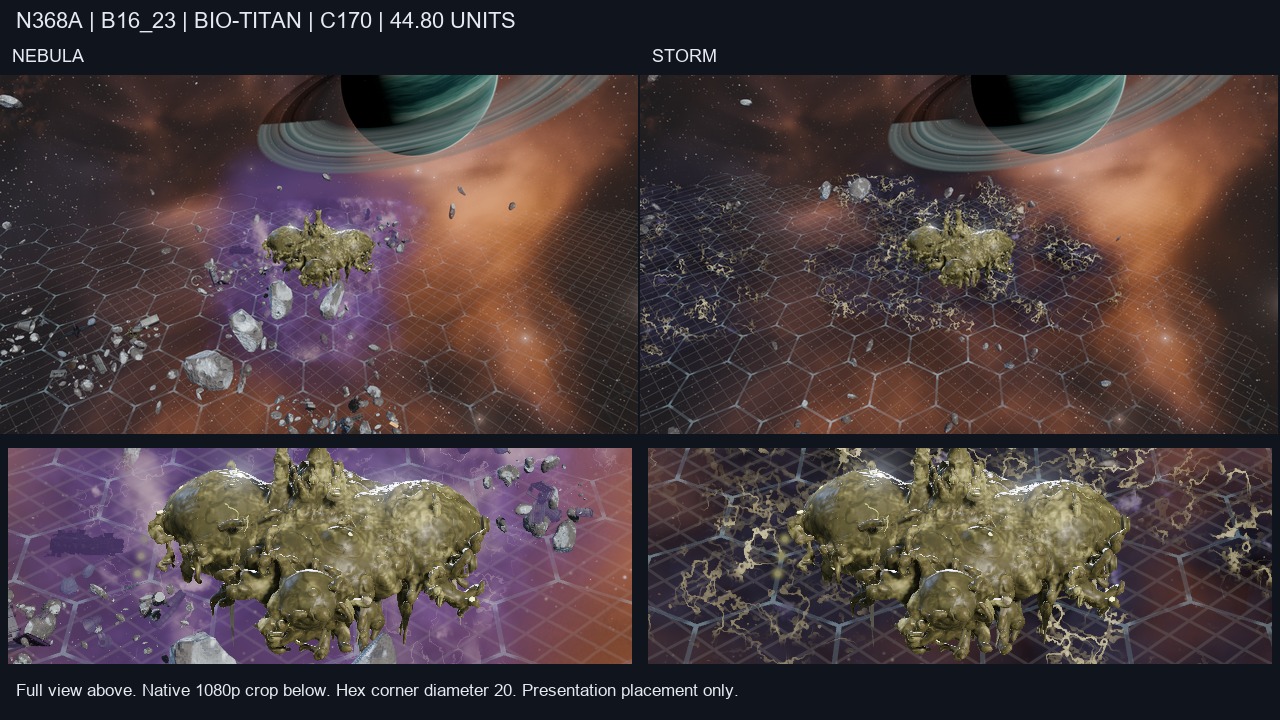 N368A | B16_23 | BIO-TITAN | C170 | 44.80 UNITS
NEBULA
STORM
Full view above. Native 1080p crop below. Hex corner diameter 20. Presentation placement only.